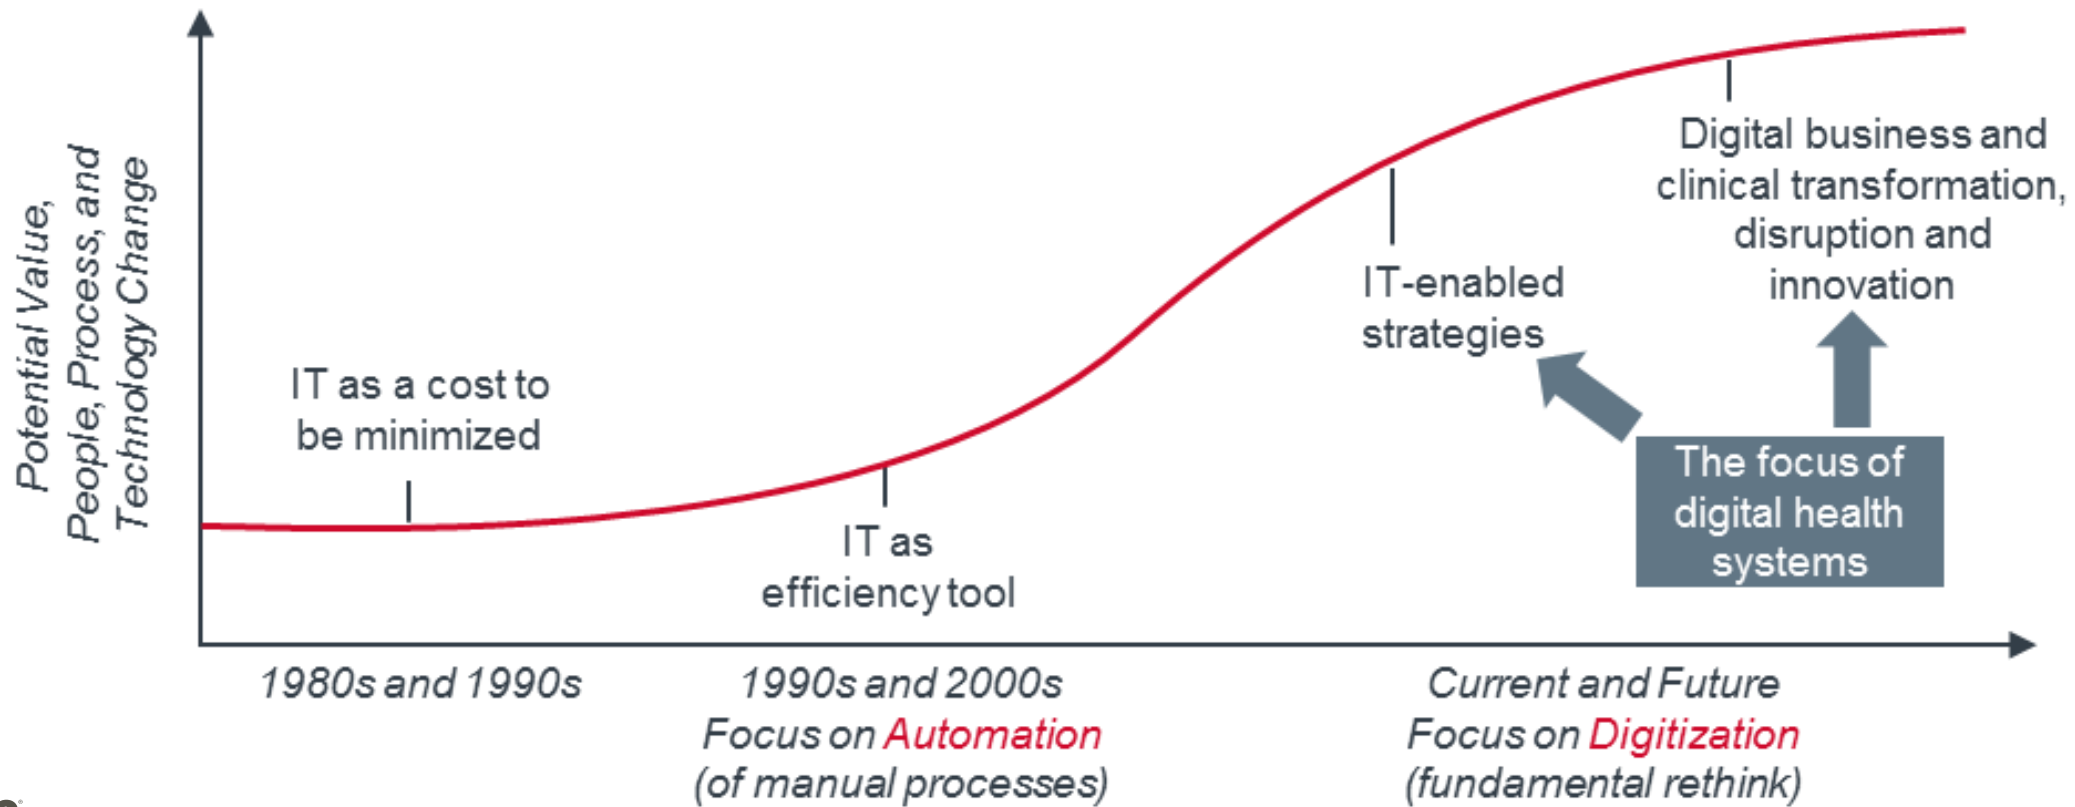 Potential Value,
People, Process, and
Technology Change
IT as a cost to
be minimized
IT as
efficiency tool
IT-enabled
strategies
Digital business and
clinical transformation,
disruption and
innovation
The focus of
digital health
systems
1980s and 1990s
1990s and 2000s
Focus on Automation
(of manual processes)
Current and Future
Focus on Digitization
(fundamental rethink)